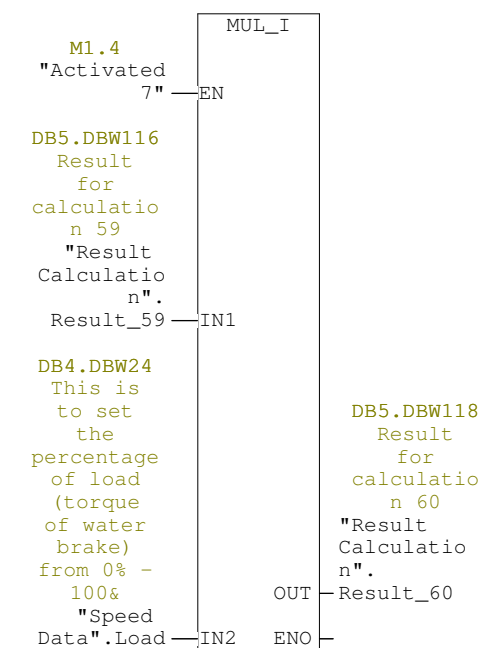 MUL_I
M1.4
"Activated
7"
EN
DB5.DBW116
Result
for
calculatio
n 59
"Result
Calculatio
n".
Result_59
IN1
DB4.DBW24
This is
to set
the
percentage
of load
(torque
of water
brake)
from 0% -
100&
"Speed
Data".Load
IN2
DB5.DBW118
Result
for
calculatio
n 60
"Result
Calculatio
n".
OUT
Result_60
ENO